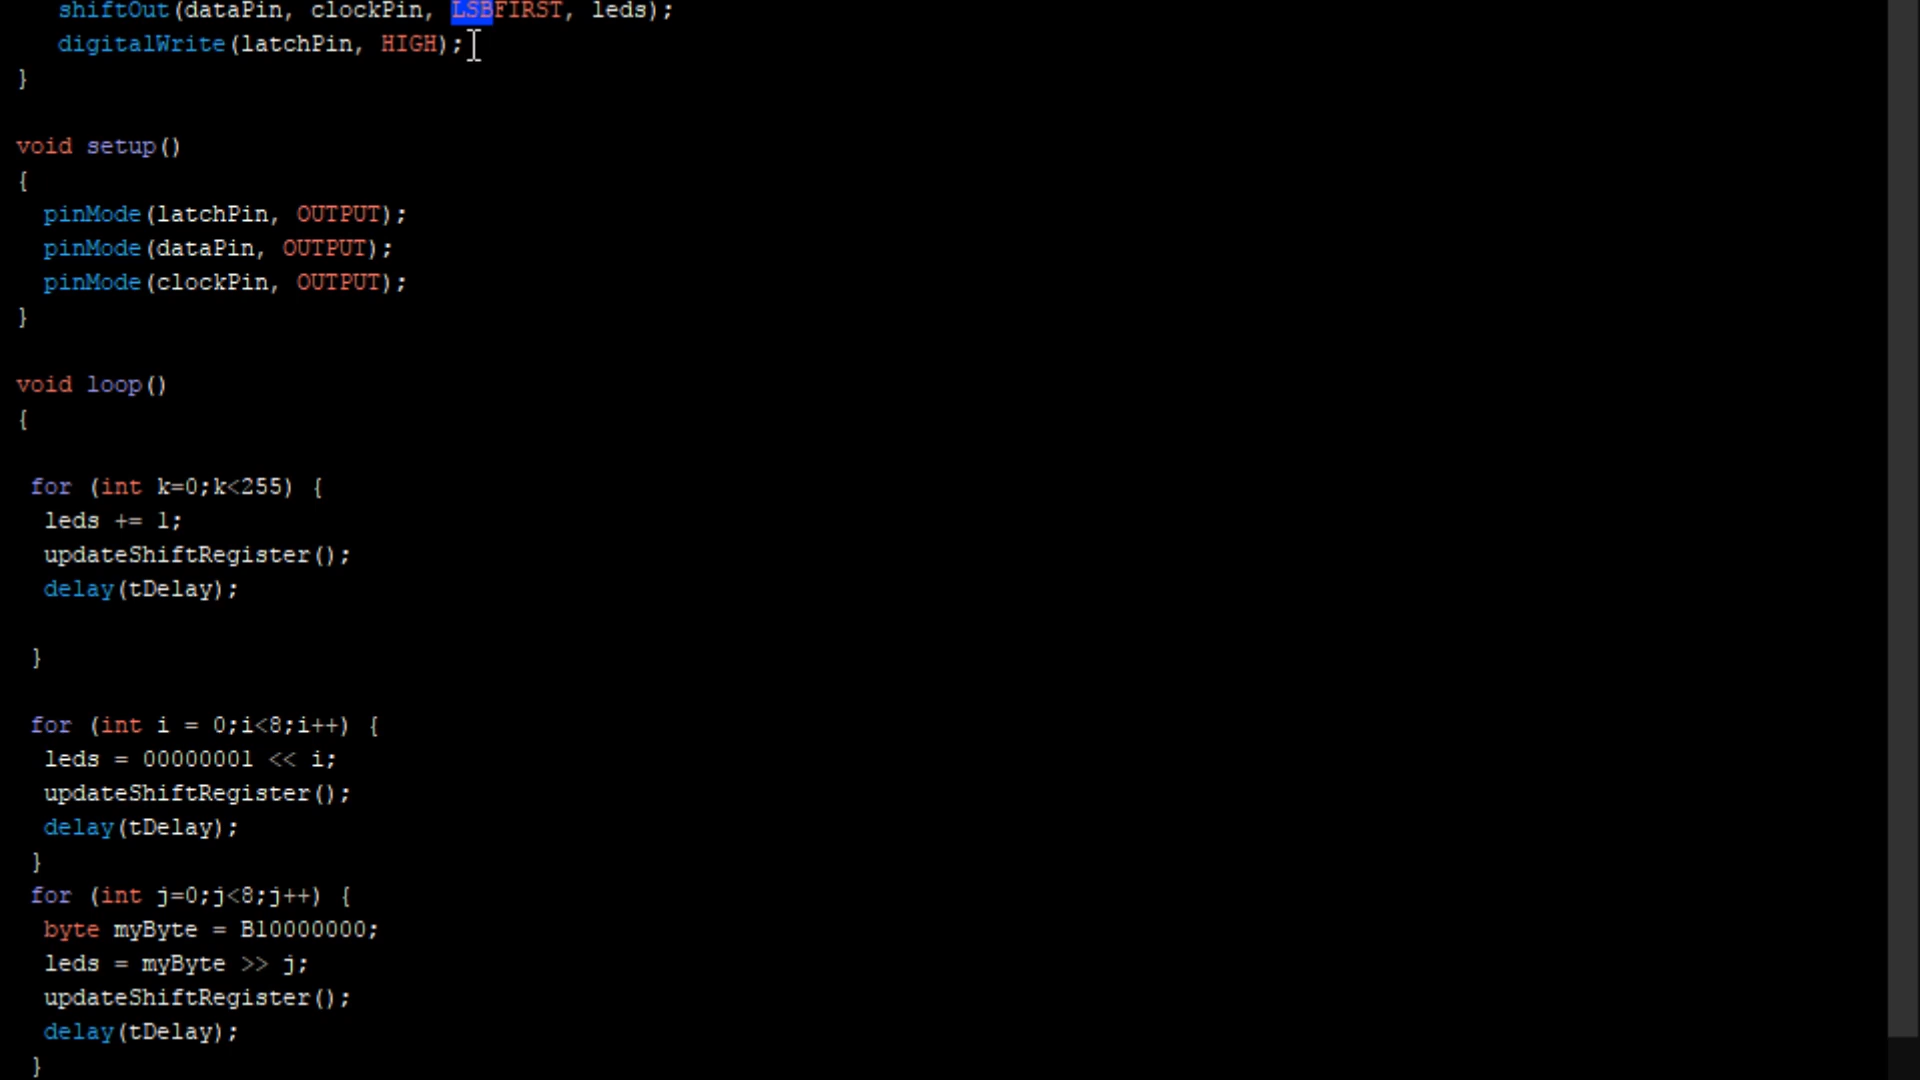 shiftOut(dataPin, clockPin, LSBFIRST, leds);
digitalWrite(latchPin, HIGH);
}
void setup()
{
pinMode(latchPin, OUTPUT);
pinMode(dataPin, OUTPUT);
pinMode(clockPin, OUTPUT);
}
void loop()
{
for (int k=0;k<255) {
leds += 1;
updateShiftRegister();
delay(tDelay);
}
for (int i = 0;i<8;i++) {
leds = 00000001 << i;
updateShiftRegister();
delay(tDelay);
}
for (int j=0;j<8;j++) {
byte myByte = B10000000;
leds = myByte >> j;
updateShiftRegister();
delay(tDelay);
}